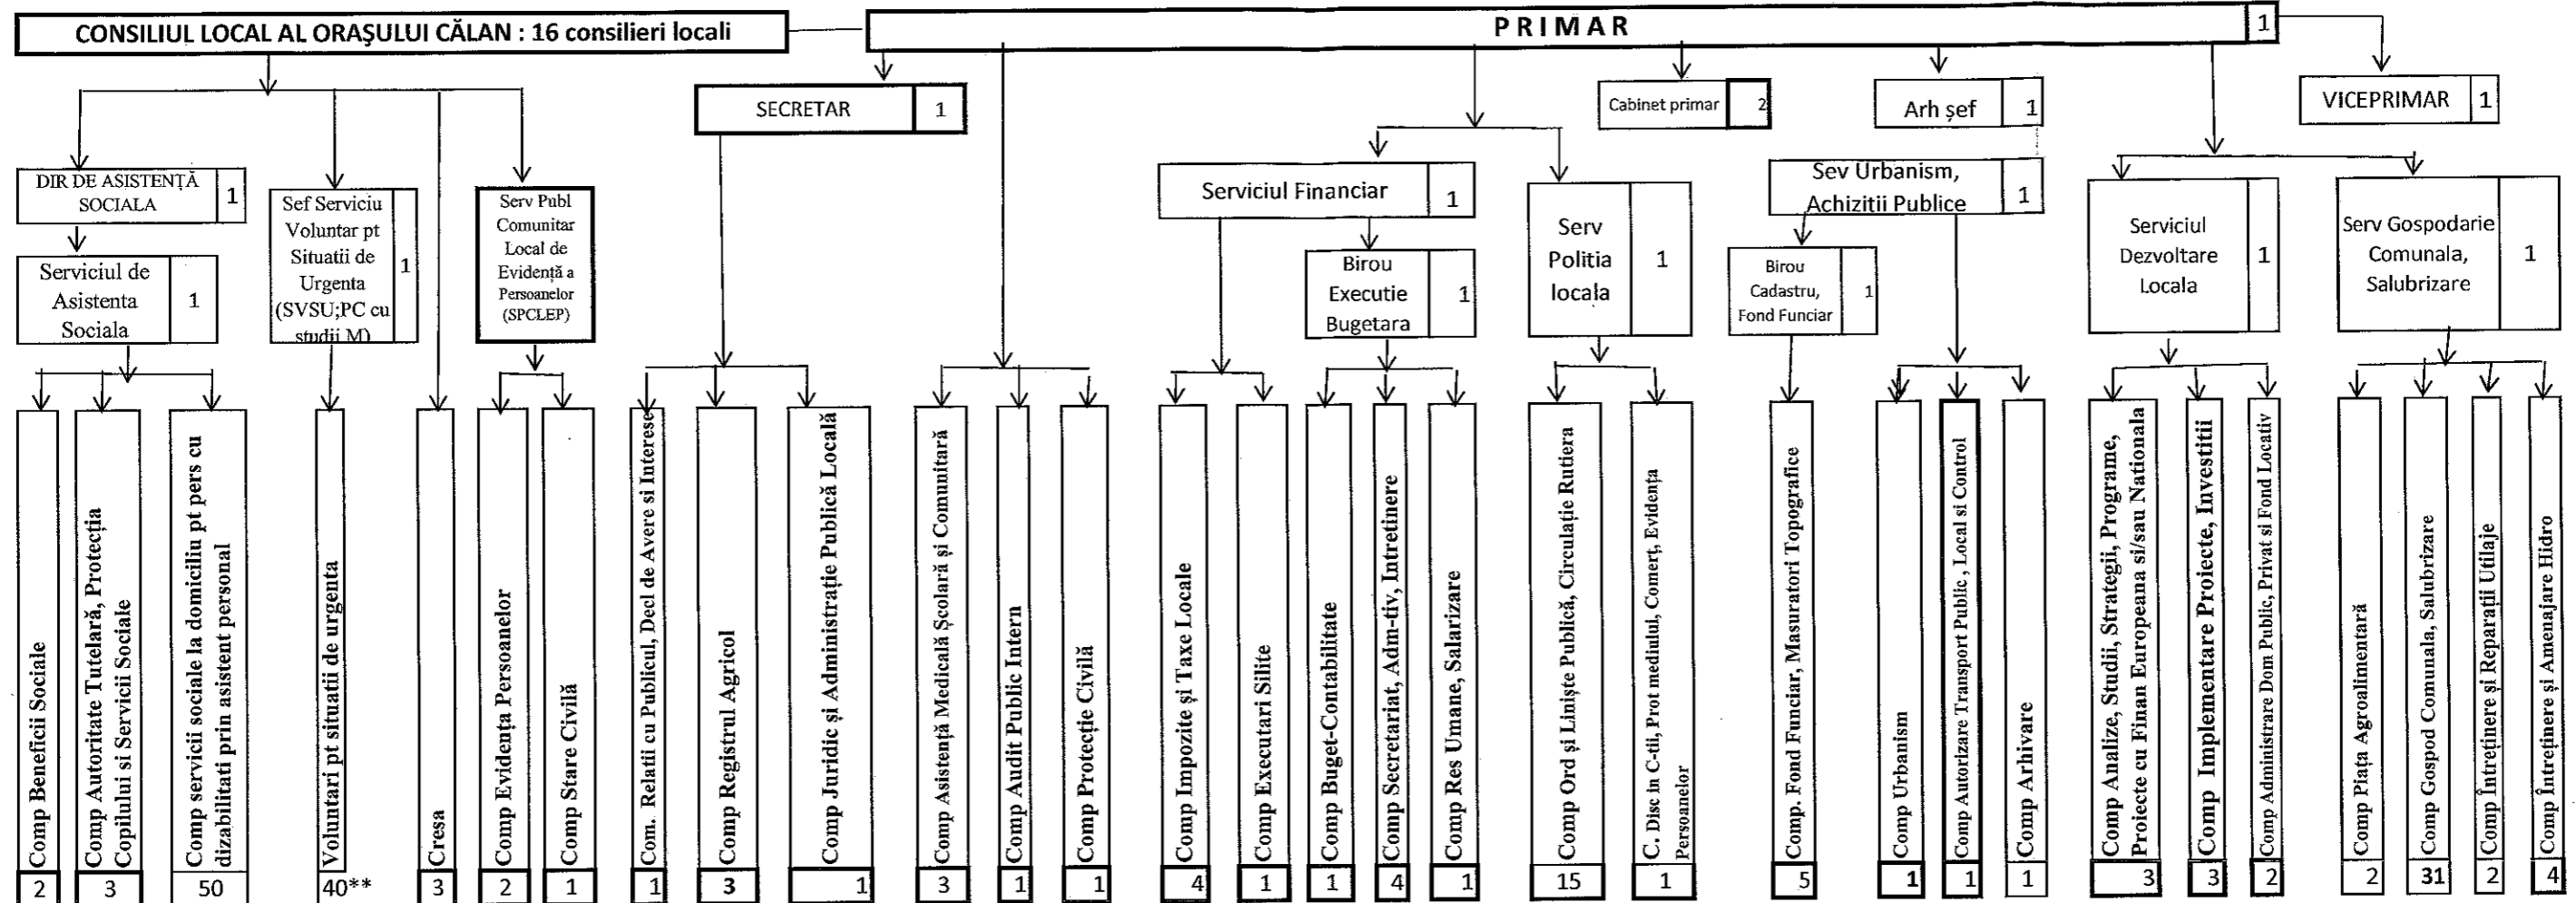 CONSILIUL LOCAL AL ORAŞULUI CĂLAN : 16 consilieri locali
P R I M A R
1
SECRETAR
1
Cabinet primar
2
Arh șef
1
VICEPRIMAR
1
DIR DE ASISTENȚĂ
SOCIALA
1
Sef Serviciu
Voluntar pt
Situatii de
Urgenta
(SVSU;PC cu
studii M)
1
Serv Publ
Comunitar
Local de
Evidență a
Persoanelor
(SPCLEP)
Serviciul Financiar
1
Serv
Politia
locala
1
Sev Urbanism,
Achizitii Publice
1
Serviciul
Dezvoltare
Locala
1
Serv Gospodarie
Comunala,
Salubrizare
1
Serviciul de
Asistenta
Sociala
1
Birou
Executie
Bugetara
1
Birou
Cadastru,
Fond Funciar
1
Comp Beneficii Sociale
2
Comp Autoritate Tutelară, Protecția
Copilului si Servicii Sociale
3
Comp servicii sociale la domiciliu pt pers cu
dizabilitati prin asistent personal
50
Voluntari pt situatii de urgenta
40**
Cresa
3
Comp Evidența Persoanelor
2
Comp Stare Civilă
1
Com. Relatii cu Publicul, Decl de Avere si Interese
1
Comp Registrul Agricol
3
Comp Juridic și Administrație Publică Locală
1
Comp Asistență Medicală Școlară și Comunitară
3
Comp Audit Public Intern
1
Comp Protecție Civilă
1
Comp Impozite și Taxe Locale
4
Comp Executari Silite
1
Comp Buget-Contabilitate
1
Comp Secretariat, Adm-tiv, Intretinere
4
Comp Res Umane, Salarizare
1
Comp Ord și Liniște Publică, Circulație Rutiera
15
C. Disc in C-tii, Prot mediului, Comerț, Evidența
Persoanelor
1
Comp. Fond Funciar, Masuratori Topografice
5
Comp Urbanism
1
Comp Autorizare Transport Public , Local si Control
1
Comp Arhivare
1
Comp Analize, Studii, Strategii, Programe,
Proiecte cu Finan Europeana si/sau Nationala
3
Comp Implementare Proiecte, Investitii
3
Comp Administrare Dom Public, Privat si Fond Locativ
2
Comp Piața Agroalimentară
2
Comp Gospod Comunala, Salubrizare
31
Comp Întreținere și Reparații Utilaje
2
Comp Întreținere și Amenajare Hidro
4